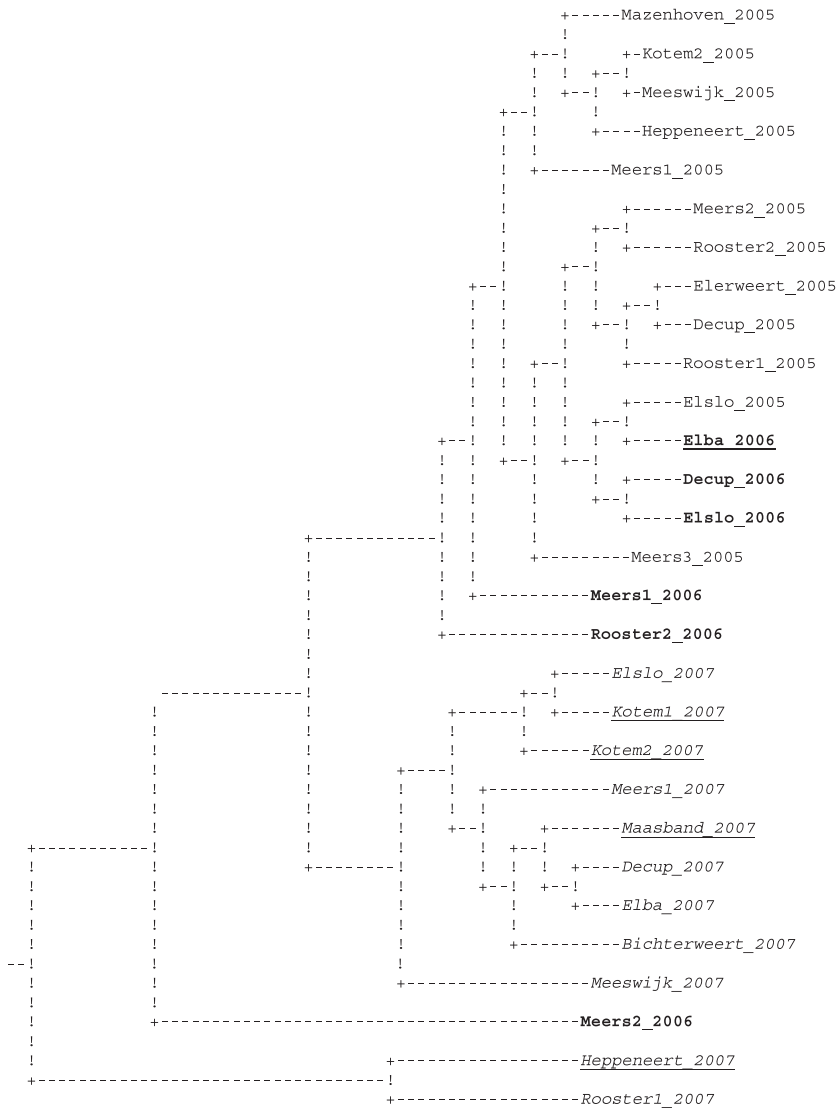 Mazenhoven_2005
Kotem2_2005
Meeswijk_2005
Heppeneert_2005
Meers1_2005
Meers2_2005
Rooster2_2005
Elerweert_2005
Decup_2005
Rooster1_2005
Elslo_2005
Elba_2006
Decup_2006
Elslo_2006
Meers3_2005
Meers1_2006
Rooster2_2006
Elslo_2007
Kotem1_2007
Kotem2_2007
Meers1_2007
Maasband_2007
Decup_2007
Elba_2007
Bichterweert_2007
Meeswijk_2007
Meers2_2006
Heppeneert_2007
Rooster1_2007